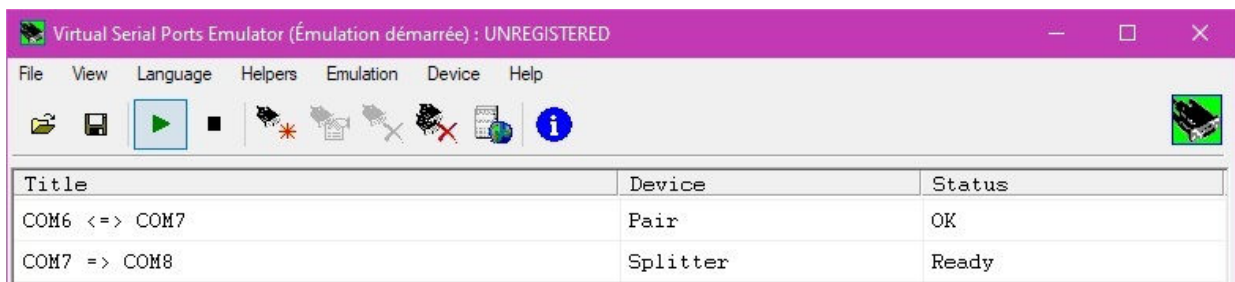 Virtual Serial Ports Emulator (Émulation démarrée) : UNREGISTERED
File View Language Helpers Emulation Device Help
Title Device Status
COM6 <=> COM7 Pair OK
COM7 => COM8 Splitter Ready